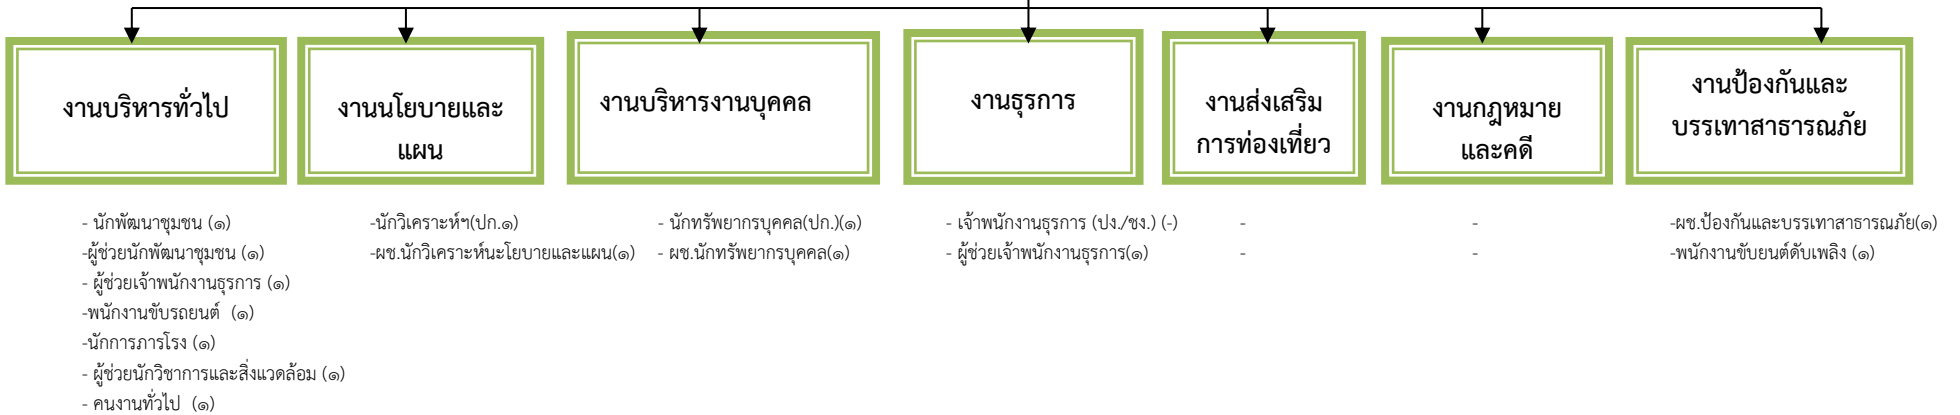 งานบริหารทั่วไป
งานนโยบายและ
แผน
งานบริหารงานบุคคล
งานธุรการ
งานส่งเสริม
การท่องเที่ยว
งานกฎหมาย
และคดี
งานป้องกันและ
บรรเทาสาธารณภัย
- นักพัฒนาชุมชน (๑)
-ผู้ช่วยนักพัฒนาชุมชน (๑)
- ผู้ช่วยเจ้าพนักงานธุรการ (๑)
-พนักงานขับรถยนต์ (๑)
-นักการภารโรง (๑)
- ผู้ช่วยนักวิชาการและสิ่งแวดล้อม (๑)
- คนงานทั่วไป (๑)
-นักวิเคราะห์ฯ(ปก.๑)
-ผช.นักวิเคราะห์นะโยบายและแผน(๑)
- นักทรัพยากรบุคคล(ปก.)(๑)
- ผช.นักทรัพยากรบุคคล(๑)
- เจ้าพนักงานธุรการ (ปง./ชง.) (-)
- ผู้ช่วยเจ้าพนักงานธุรการ(๑)
-
-
-
-
-ผช.ป้องกันและบรรเทาสาธารณภัย(๑)
-พนักงานขับยนต์ดับเพลิง (๑)